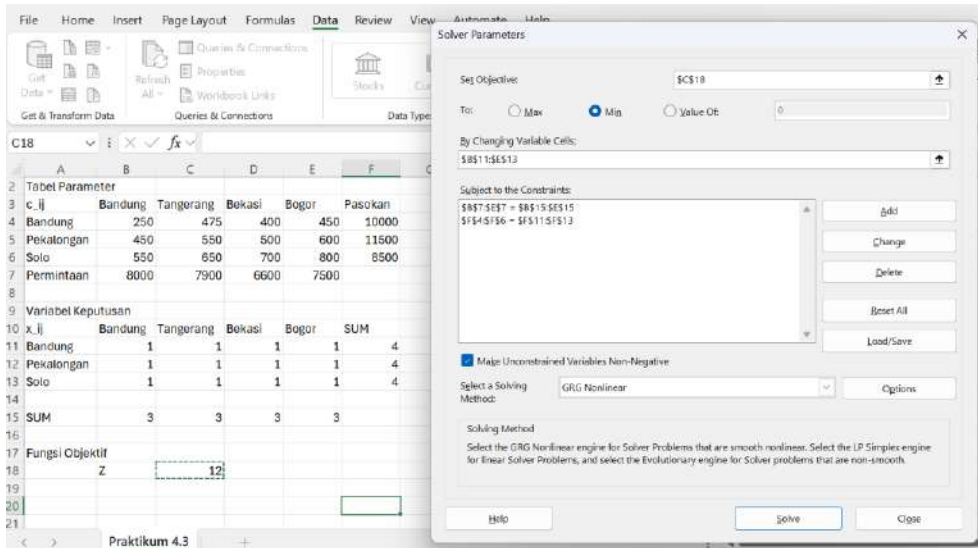 File Home Insert Page Layout Formulas Data Review View Automate Help
Get Data
Refresh All
Queries & Connections
Properties
Workbook Links
Stocks
Get & Transform Data Queries & Connections Data Type
C18 fx
A B C D E F
2 Tabel Parameter
3 c_ij Bandung Tangerang Bekasi Bogor Pasokan
4 Bandung 250 475 400 450 10000
5 Pekalongan 450 550 500 600 11500
6 Solo 550 650 700 800 8500
7 Permintaan 8000 7900 6600 7500
8
9 Variabel Keputusan
10 x_ij Bandung Tangerang Bekasi Bogor SUM
11 Bandung 1 1 1 1 4
12 Pekalongan 1 1 1 1 4
13 Solo 1 1 1 1 4
14
15 SUM 3 3 3 3
16
17 Fungsi Objektif
18 Z 12
19
20
21
Praktikum 4.3
Solver Parameters
Set Objective: $C$18
To: Max Min Value Of: 0
By Changing Variable Cells:
$B$11:$E$13
Subject to the Constraints:
$B$7:$E$7 = $B$15:$E$15
$F$4:$F$6 = $F$11:$F$13
Add
Change
Delete
Reset All
Load/Save
Make Unconstrained Variables Non-Negative
Select a Solving Method: GRG Nonlinear Options
Solving Method
Select the GRG Nonlinear engine for Solver Problems that are smooth nonlinear. Select the LP Simplex engine
for linear Solver Problems, and select the Evolutionary engine for Solver problems that are non-smooth.
Help Solve Close